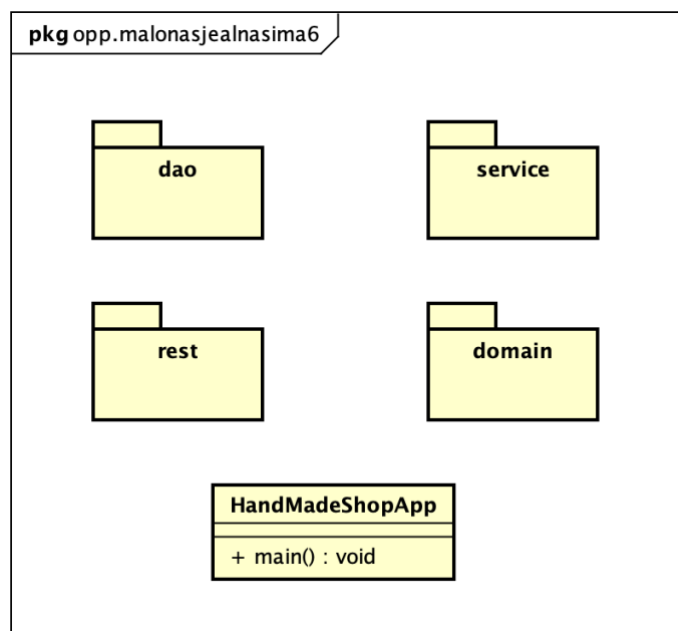 pkg opp.malonasjealnasima6
dao
service
rest
domain
HandMadeShopApp
+ main() : void